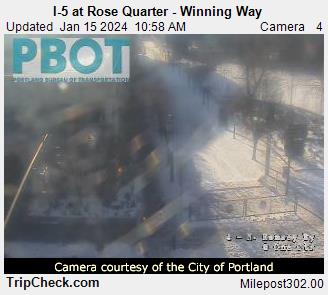 I-5 at Rose Quarter - Winning Way
Updated Jan 15 2024 10:58 AM Camera 4
PBOT
PORTLAND BUREAU OF TRANSPORTATION
Camera courtesy of the City of Portland
TripCheck.com Milepost302.00